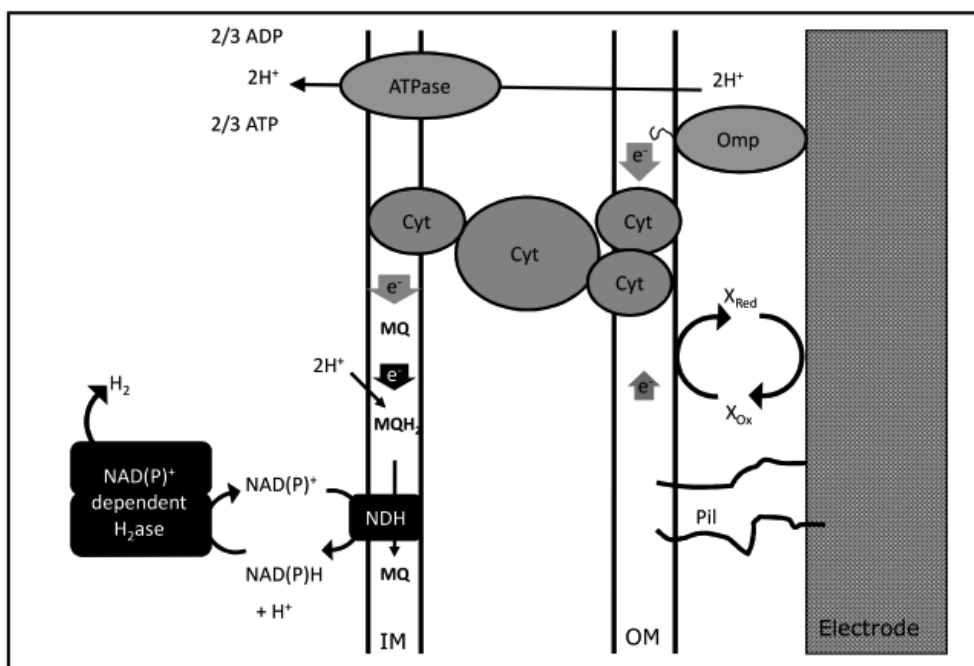 2/3 ADP
2H⁺
2/3 ATP
ATPase
2H⁺
Omp
e⁻
Cyt
Cyt
Cyt
Cyt
e⁻
MQ
2H⁺
e⁻
MQH₂
X_Red
X_Ox
e⁻
H₂
NAD(P)⁺
dependent
H₂ase
NAD(P)⁺
NDH
NAD(P)H
+ H⁺
MQ
Pil
IM
OM
Electrode